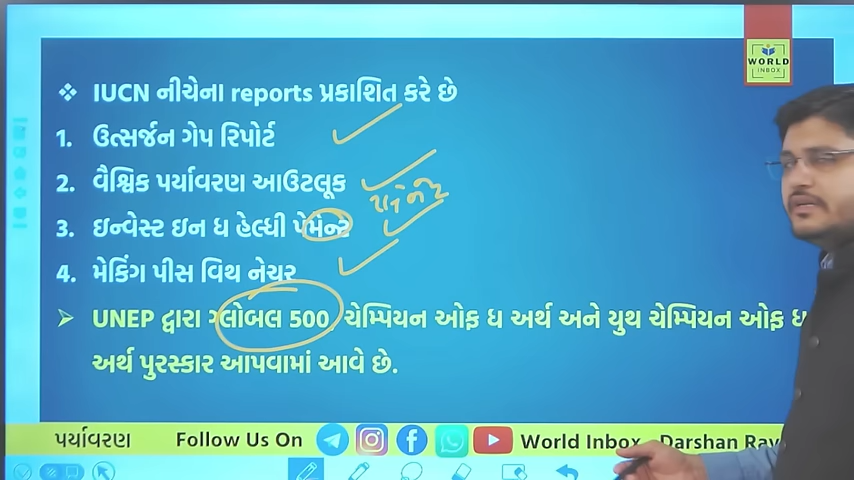 WORLD
INBOX
❖ IUCN નીચેના reports પ્રકાશિત કરે છે
1. ઉત્સર્જન ગેપ રિપોર્ટ
2. વૈશ્વિક પર્યાવરણ આઉટલૂક
3. ઇન્વેસ્ટ ઇન ધ હેલ્ધી પેમેન્ટ
4. મેકિંગ પીસ વિથ નેચર
➤ UNEP દ્વારા ગ્લોબલ 500, ચેમ્પિયન ઓફ ધ અર્થ અને યુથ ચેમ્પિયન ઓફ ધ
અર્થ પુરસ્કાર આપવામાં આવે છે.
પર્યાવરણ Follow Us On World Inbox Darshan